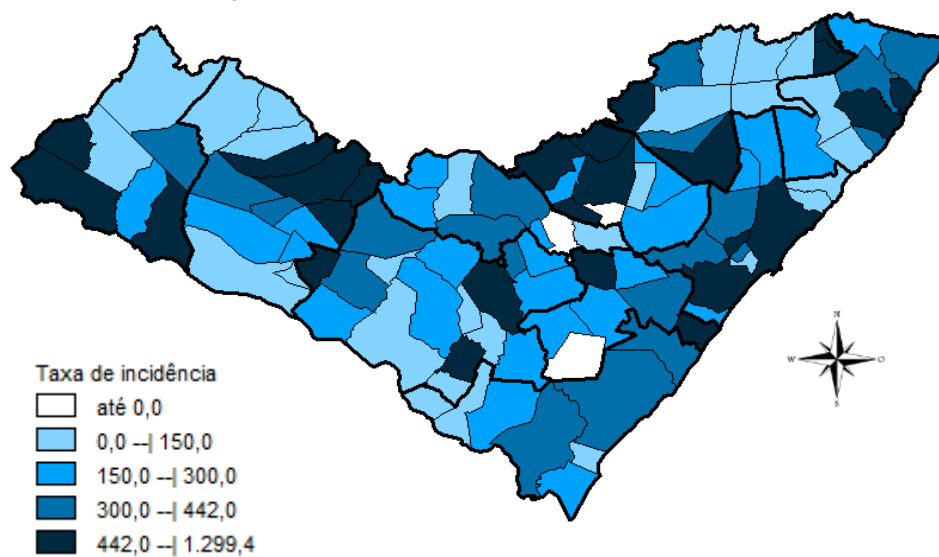 N
W
O
S
Taxa de incidência
até 0,0
0,0 --| 150,0
150,0 --| 300,0
300,0 --| 442,0
442,0 --| 1.299,4